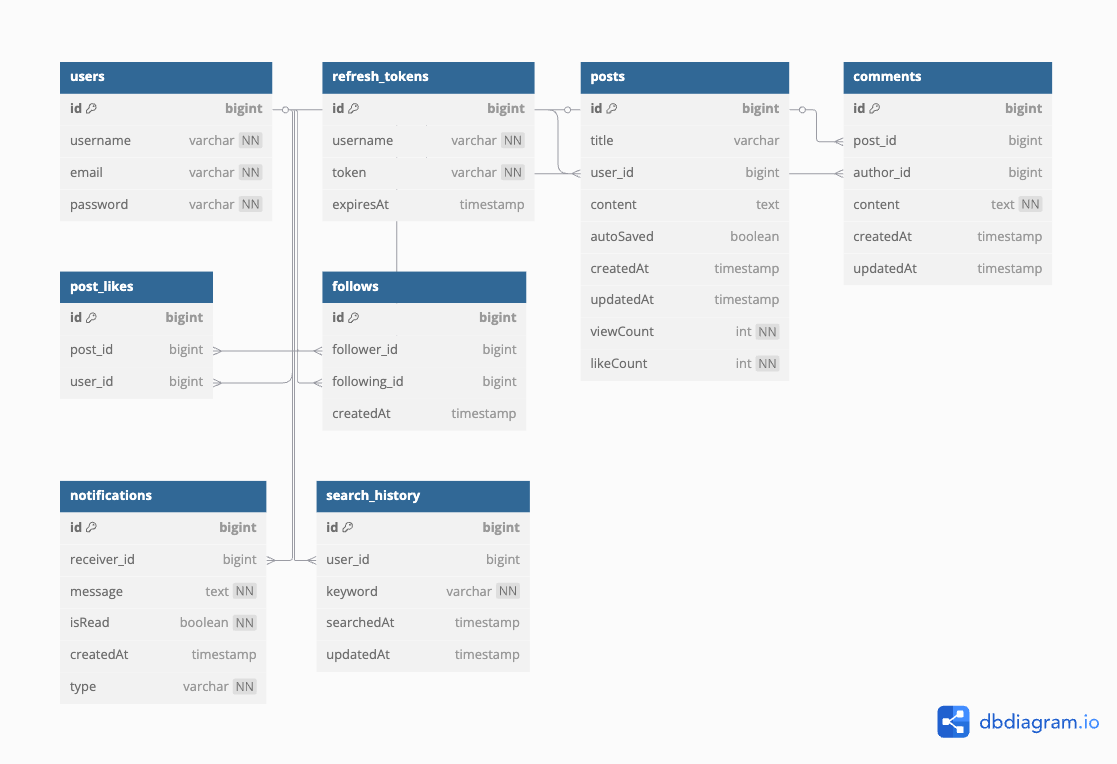 users
id bigint
username varchar NN
email varchar NN
password varchar NN
refresh_tokens
id bigint
username varchar NN
token varchar NN
expiresAt timestamp
posts
id bigint
title varchar
user_id bigint
content text
autoSaved boolean
createdAt timestamp
updatedAt timestamp
viewCount int NN
likeCount int NN
comments
id bigint
post_id bigint
author_id bigint
content text NN
createdAt timestamp
updatedAt timestamp
post_likes
id bigint
post_id bigint
user_id bigint
follows
id bigint
follower_id bigint
following_id bigint
createdAt timestamp
notifications
id bigint
receiver_id bigint
message text NN
isRead boolean NN
createdAt timestamp
type varchar NN
search_history
id bigint
user_id bigint
keyword varchar NN
searchedAt timestamp
updatedAt timestamp
dbdiagram.io